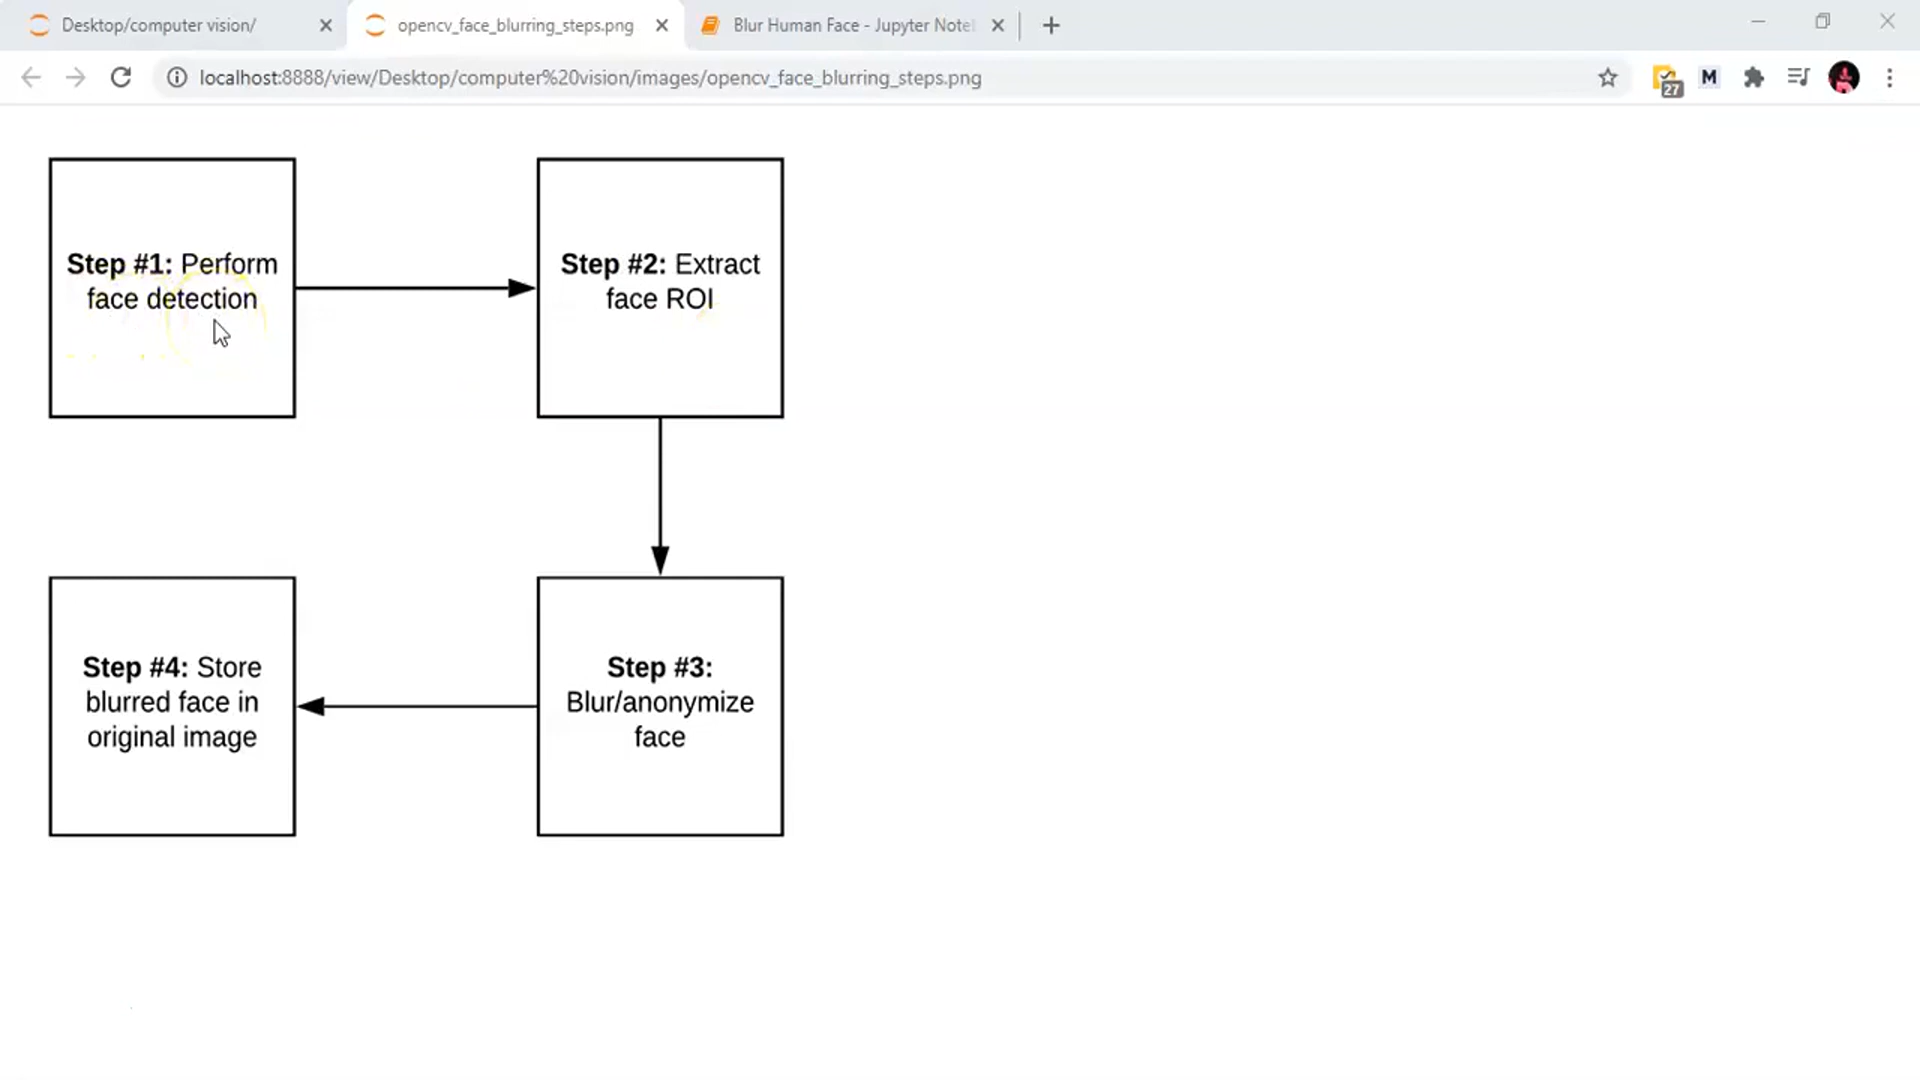 Desktop/computer vision/
opencv_face_blurring_steps.png
Blur Human Face - Jupyter Note
localhost:8888/view/Desktop/computer%20vision/images/opencv_face_blurring_steps.png
27
M
Step #1: Perform
face detection
Step #2: Extract
face ROI
Step #3:
Blur/anonymize
face
Step #4: Store
blurred face in
original image